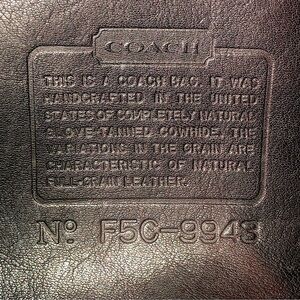 COACH
THIS IS A COACH BAG. IT WAS
HANDCRAFTED IN THE UNITED
STATES OF COMPLETELY NATURAL
GLOVE-TANNED COWHIDE. THE
VARIATIONS IN THE GRAIN ARE
CHARACTERISTIC OF NATURAL
FULL-GRAIN LEATHER.
Nº F5C-9943